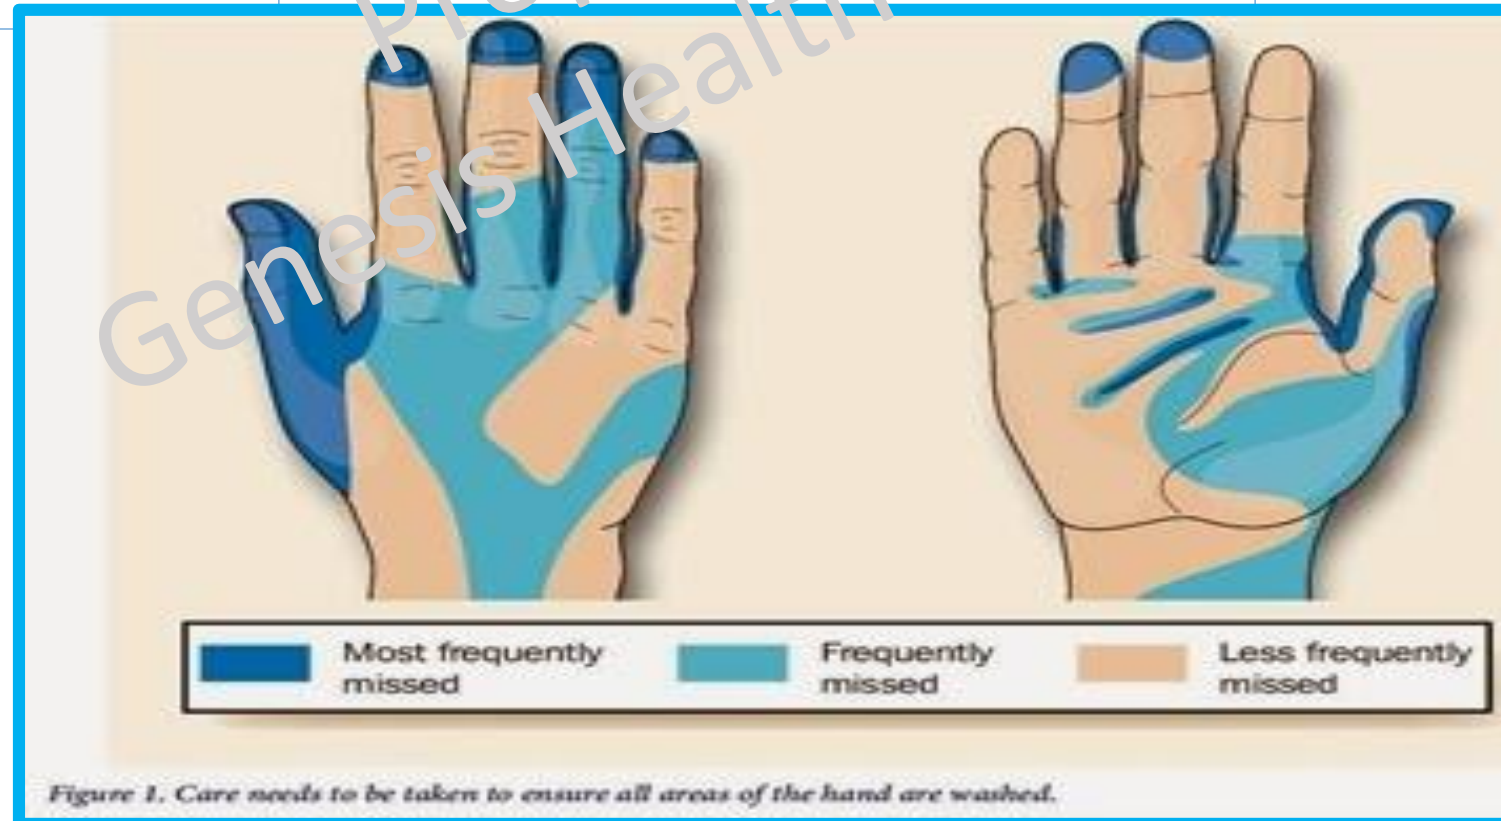 Genesis Health
Most frequently
missed
Frequently
missed
Less frequently
missed
Figure 1. Care needs to be taken to ensure all areas of the hand are washed.